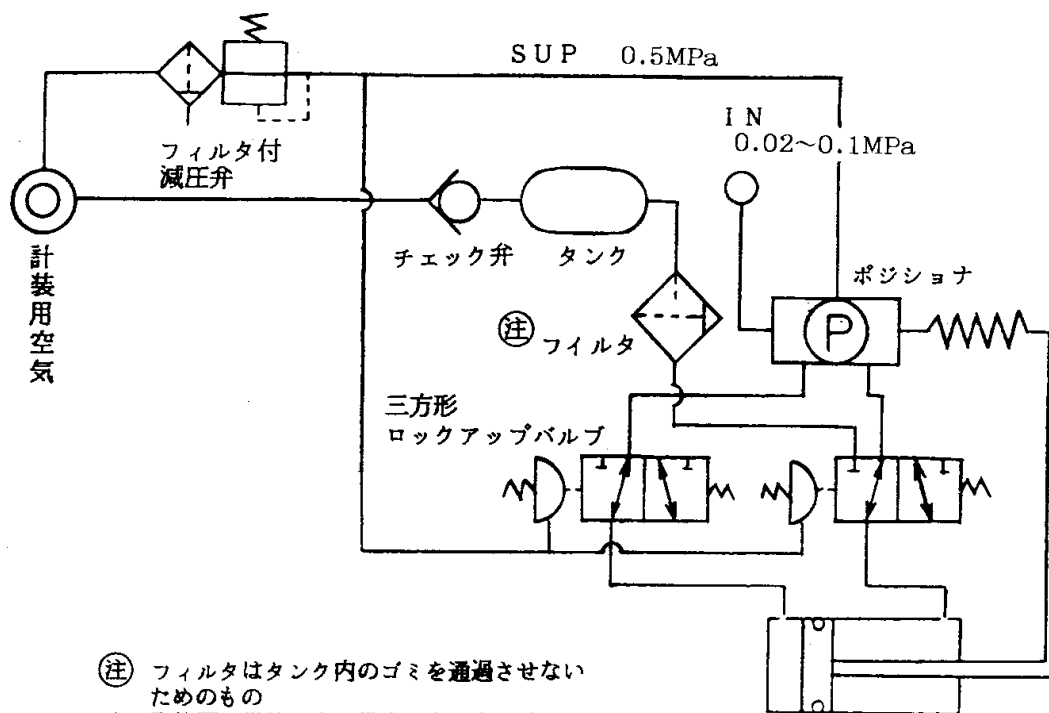 SUP 0.5MPa
IN
0.02~0.1MPa
フィルタ付
減圧弁
計装用空気
チェック弁
タンク
ポジショナ
P
注
フイルタ
三方形
ロックアップバルブ
注 フィルタはタンク内のゴミを通過させない
ためのもの